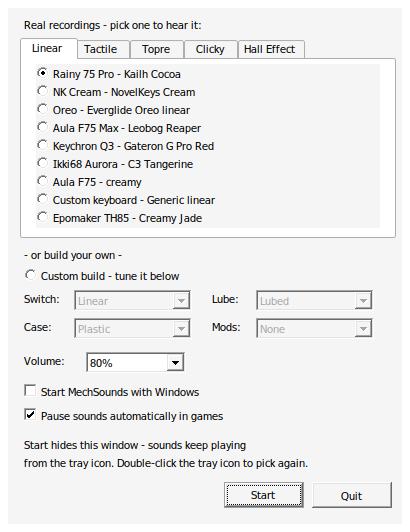 Real recordings - pick one to hear it:
Linear Tactile Topre Clicky Hall Effect
Rainy 75 Pro - Kailh Cocoa
NK Cream - NovelKeys Cream
Oreo - Everglide Oreo linear
Aula F75 Max - Leobog Reaper
Keychron Q3 - Gateron G Pro Red
Ikki68 Aurora - C3 Tangerine
Aula F75 - creamy
Custom keyboard - Generic linear
Epomaker TH85 - Creamy Jade
- or build your own -
Custom build - tune it below
Switch: Linear Lube: Lubed
Case: Plastic Mods: None
Volume: 80%
Start MechSounds with Windows
Pause sounds automatically in games
Start hides this window - sounds keep playing
from the tray icon. Double-click the tray icon to pick again.
Start Quit